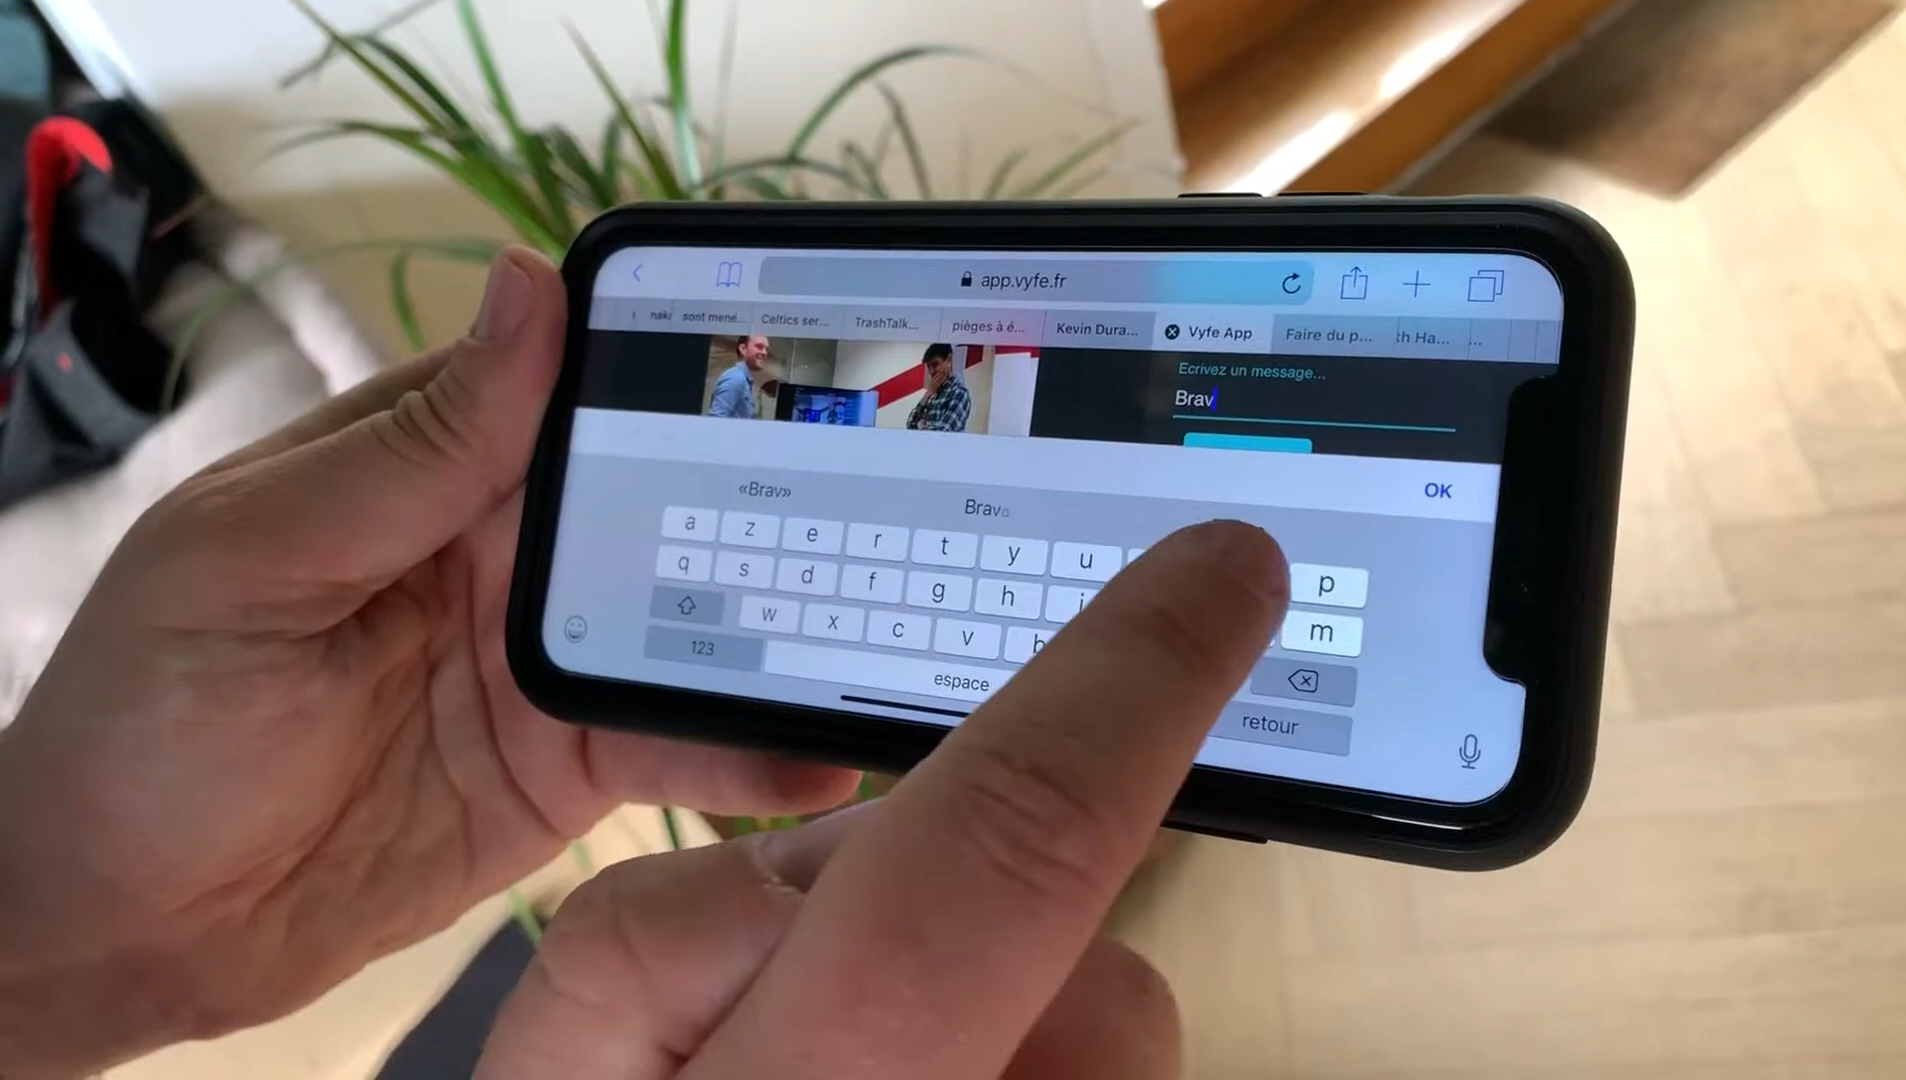 app.vyfe.fr
naki
sont mené...
Celtics ser...
TrashTalk...
pièges à é...
Kevin Dura...
Vyfe App
Faire du p...
th Ha...
...
Ecrivez un message...
Brav
OK
«Brav»
Brav
a z e r t y u p
q s d f g h j m
w x c v b
123
espace
retour